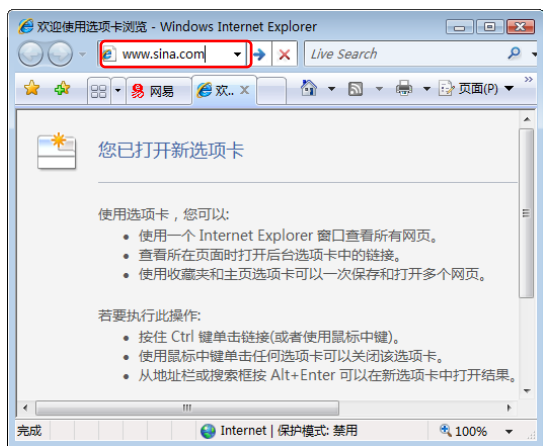 欢迎使用选项卡浏览 - Windows Internet Explorer
www.sina.com Live Search
易 网易 欢.. 页面(P)
您已打开新选项卡
使用选项卡，您可以:
• 使用一个 Internet Explorer 窗口查看所有网页。
• 查看所在页面时打开后台选项卡中的链接。
• 使用收藏夹和主页选项卡可以一次保存和打开多个网页。
若要执行此操作:
• 按住 Ctrl 键单击链接(或者使用鼠标中键)。
• 使用鼠标中键单击任何选项卡可以关闭该选项卡。
• 从地址栏或搜索框按 Alt+Enter 可以在新选项卡中打开结果。
完成 Internet | 保护模式: 禁用 100%